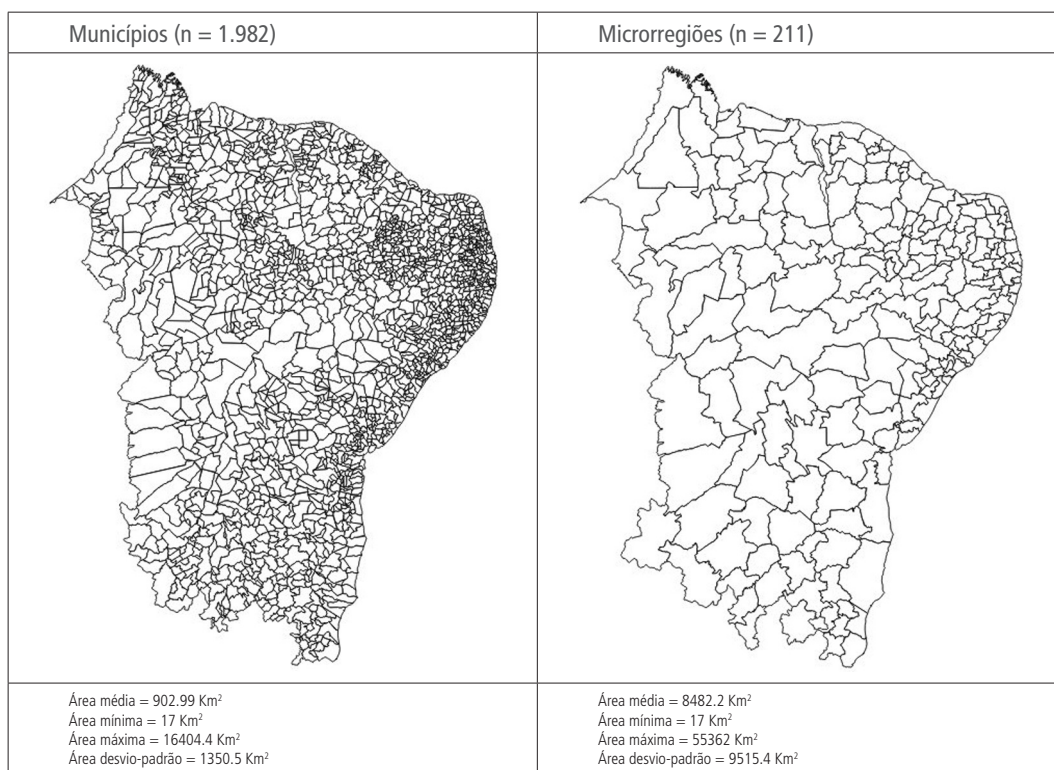 Municípios (n = 1.982)
Microrregiões (n = 211)
Área média = 902.99 Km²
Área mínima = 17 Km²
Área máxima = 16404.4 Km²
Área desvio-padrão = 1350.5 Km²
Área média = 8482.2 Km²
Área mínima = 17 Km²
Área máxima = 55362 Km²
Área desvio-padrão = 9515.4 Km²